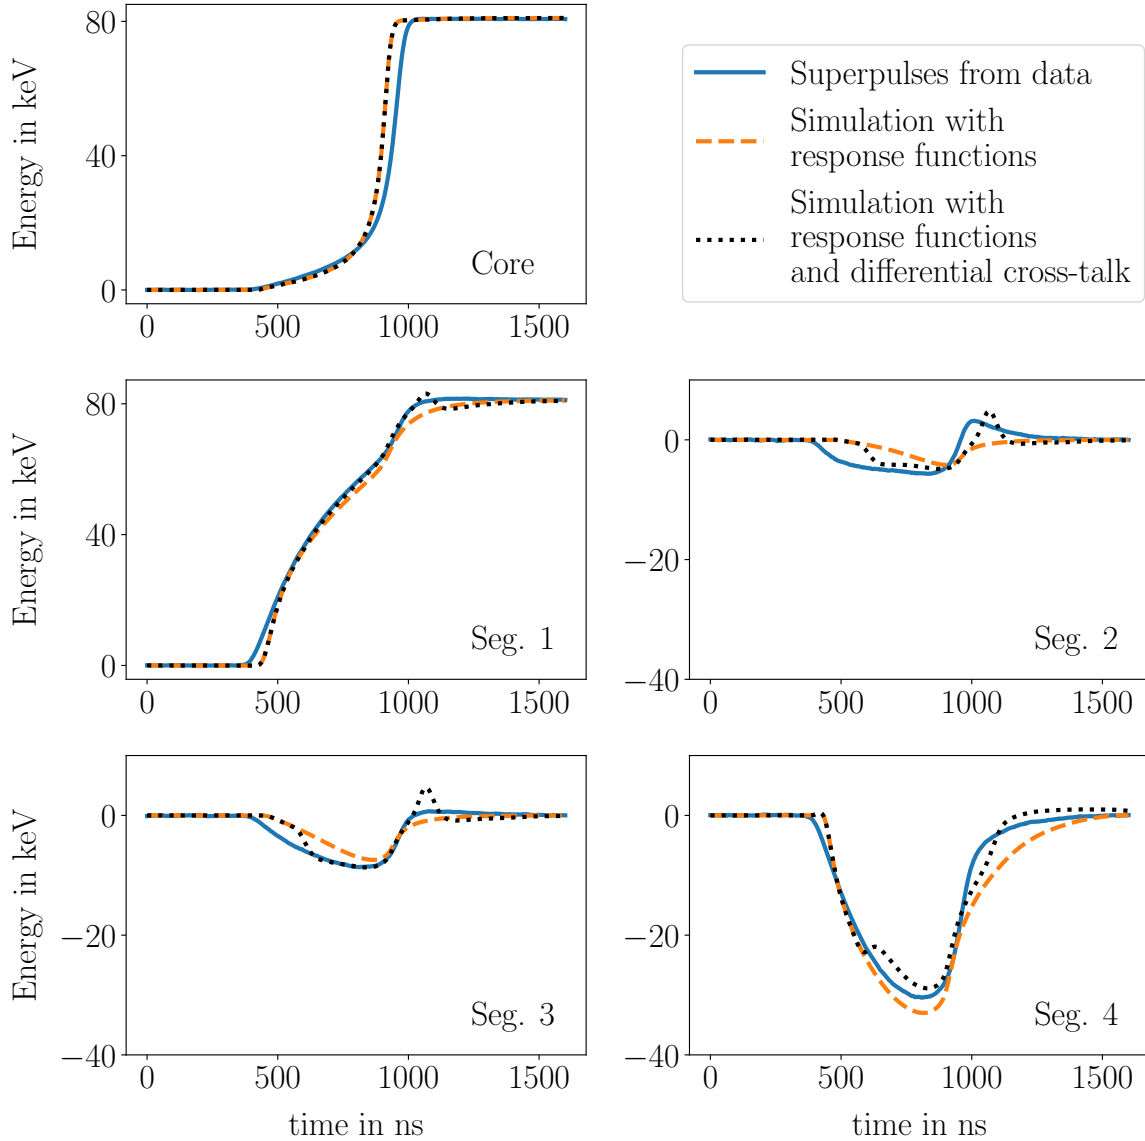 80
40
0
Energy in keV
Core
0 500 1000 1500
Superpulses from data
Simulation with
response functions
Simulation with
response functions
and differential cross-talk
80
40
0
Energy in keV
Seg. 1
0 500 1000 1500
0
−20
−40
Seg. 2
0 500 1000 1500
0
−20
−40
Energy in keV
Seg. 3
0 500 1000 1500
time in ns
0
−20
−40
Seg. 4
0 500 1000 1500
time in ns